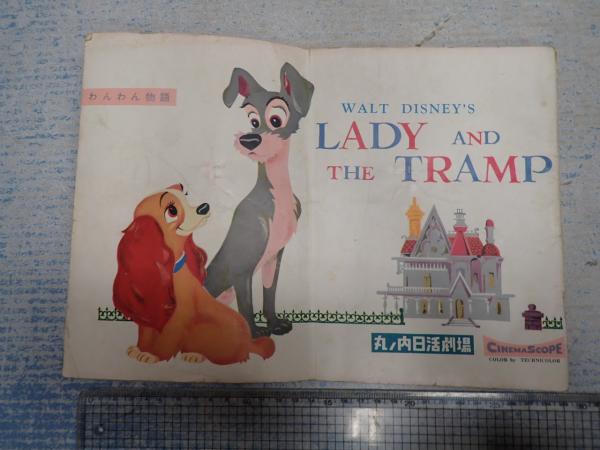 わんわん物語
WALT DISNEY'S
LADY AND
THE TRAMP
丸ノ内日活劇場
CINEMASCOPE
COLOR by TECHNICOLOR